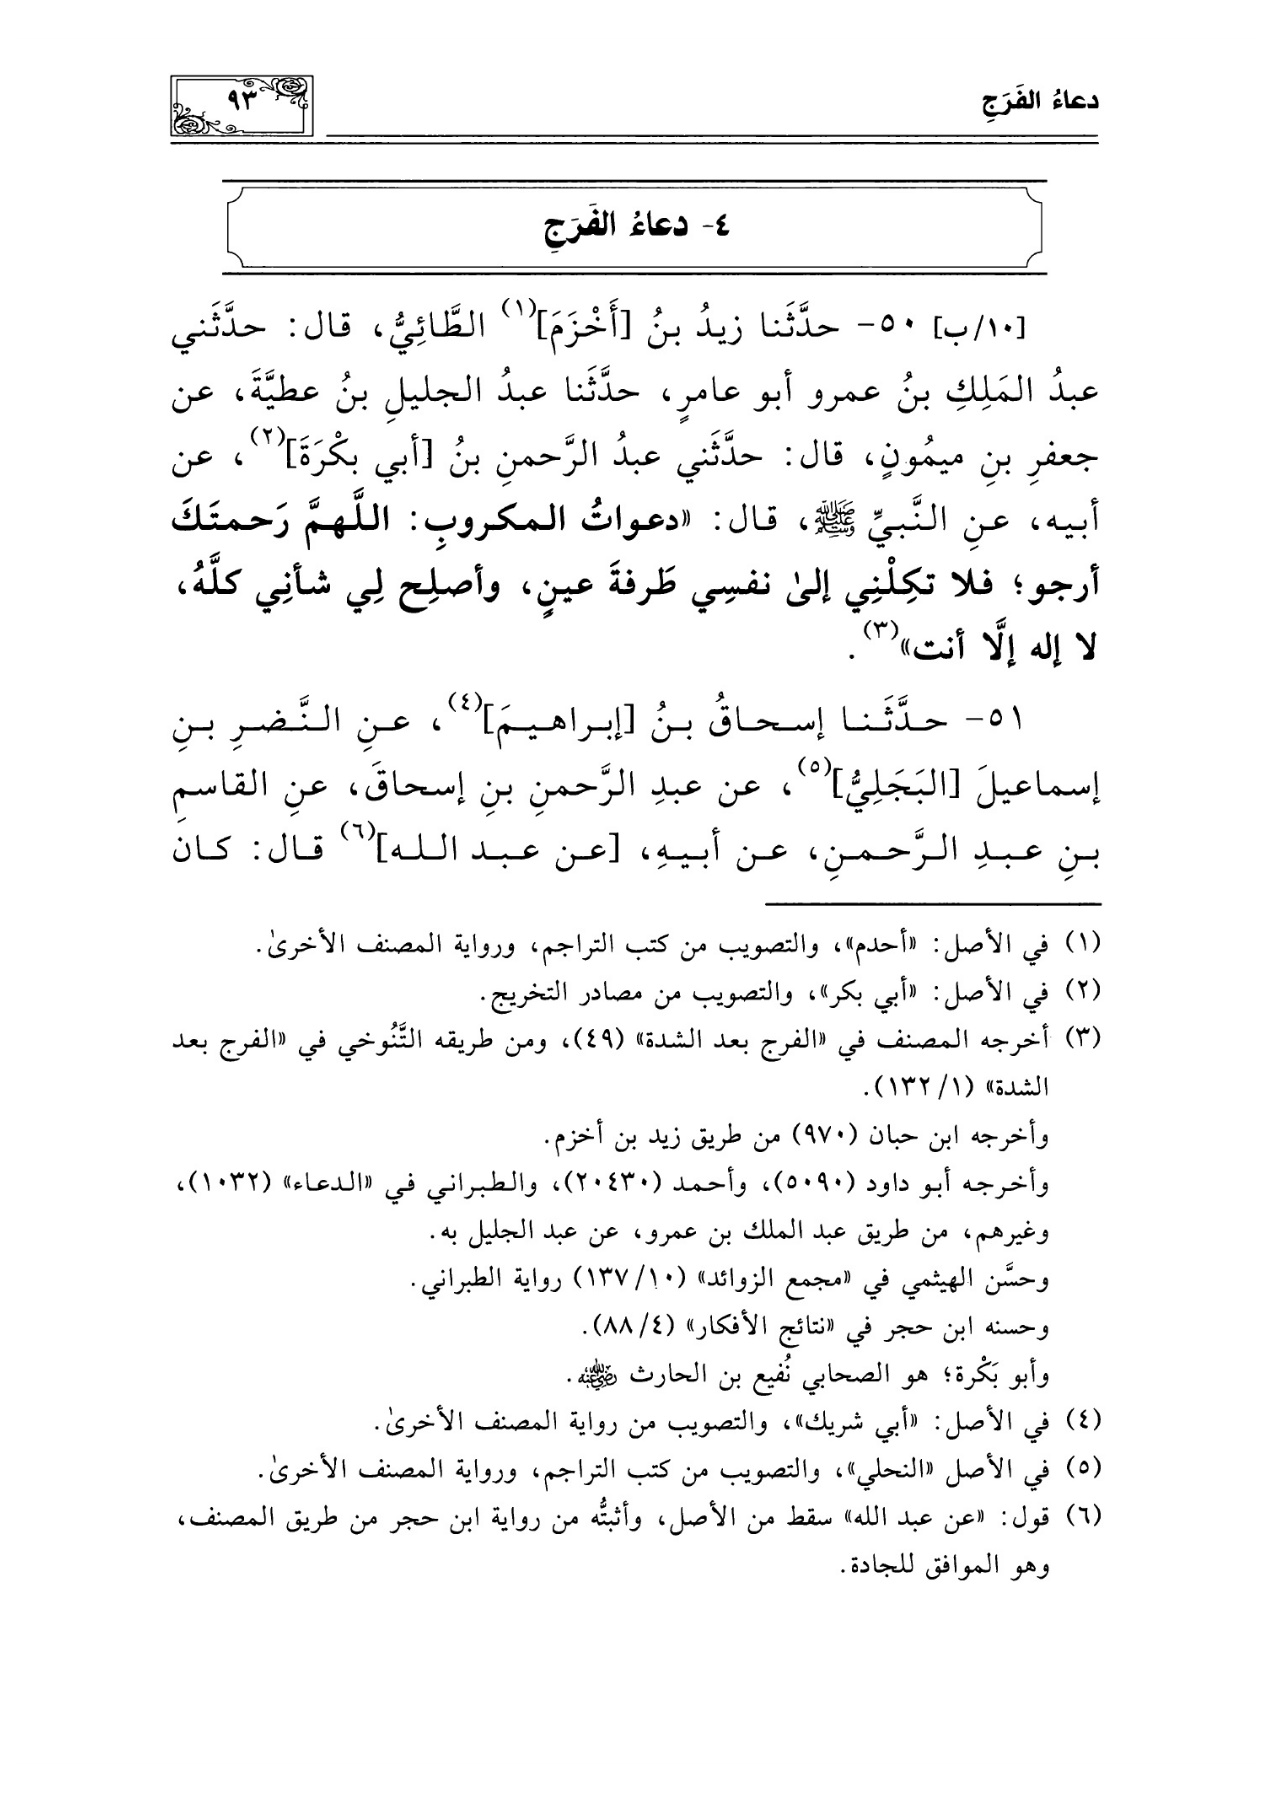 دعاءُ الفَرَجِ
٩٣
٤- دعاءُ الفَرَجِ
[١٠/ب] ٥٠- حدَّثَنا زيدُ بنُ [أَخْزَمَ](١) الطَّائِيُّ، قال: حدَّثَني
عبدُ المَلِكِ بنُ عمرو أبو عامرٍ، حدَّثَنا عبدُ الجليلِ بنُ عطيَّةَ، عن
جعفرِ بنِ ميمُونٍ، قال: حدَّثَني عبدُ الرَّحمنِ بنُ [أبي بكْرَةَ](٢)، عن
أبيه، عنِ النَّبيِّ ﷺ، قال: «دعواتُ المكروبِ: اللَّهمَّ رَحمتَكَ
أرجو؛ فلا تكِلْنِي إلىٰ نفسِي طَرفةَ عينٍ، وأصلِح لِي شأنِي كلَّهُ،
لا إله إلَّا أنت»(٣).
٥١- حدَّثَنا إسحاقُ بنُ [إبراهيمَ](٤)، عنِ النَّضرِ بنِ
إسماعيلَ [البَجَلِيُّ](٥)، عن عبدِ الرَّحمنِ بنِ إسحاقَ، عنِ القاسمِ
بنِ عبدِ الرَّحمنِ، عن أبيهِ، [عن عبد الله](٦) قال: كانَ
(١) في الأصل: «أحدم»، والتصويب من كتب التراجم، ورواية المصنف الأخرىٰ.
(٢) في الأصل: «أبي بكر»، والتصويب من مصادر التخريج.
(٣) أخرجه المصنف في «الفرج بعد الشدة» (٤٩)، ومن طريقه التَّنُوخي في «الفرج بعد
الشدة» (١/ ١٣٢).
وأخرجه ابن حبان (٩٧٠) من طريق زيد بن أخزم.
وأخرجه أبو داود (٥٠٩٠)، وأحمد (٢٠٤٣٠)، والطبراني في «الدعاء» (١٠٣٢)،
وغيرهم، من طريق عبد الملك بن عمرو، عن عبد الجليل به.
وحسَّن الهيثمي في «مجمع الزوائد» (١٠/ ١٣٧) رواية الطبراني.
وحسنه ابن حجر في «نتائج الأفكار» (٤/ ٨٨).
وأبو بَكْرة؛ هو الصحابي نُفيع بن الحارث رضي الله عنه.
(٤) في الأصل: «أبي شريك»، والتصويب من رواية المصنف الأخرىٰ.
(٥) في الأصل «النحلي»، والتصويب من كتب التراجم، ورواية المصنف الأخرىٰ.
(٦) قول: «عن عبد الله» سقط من الأصل، وأثبتُّه من رواية ابن حجر من طريق المصنف،
وهو الموافق للجادة.